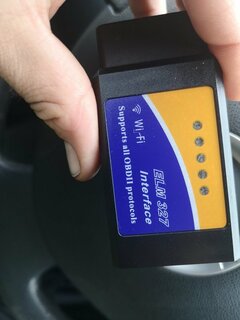 Wi-Fi
ELM 327
Interface
Supports all OBDII protocols